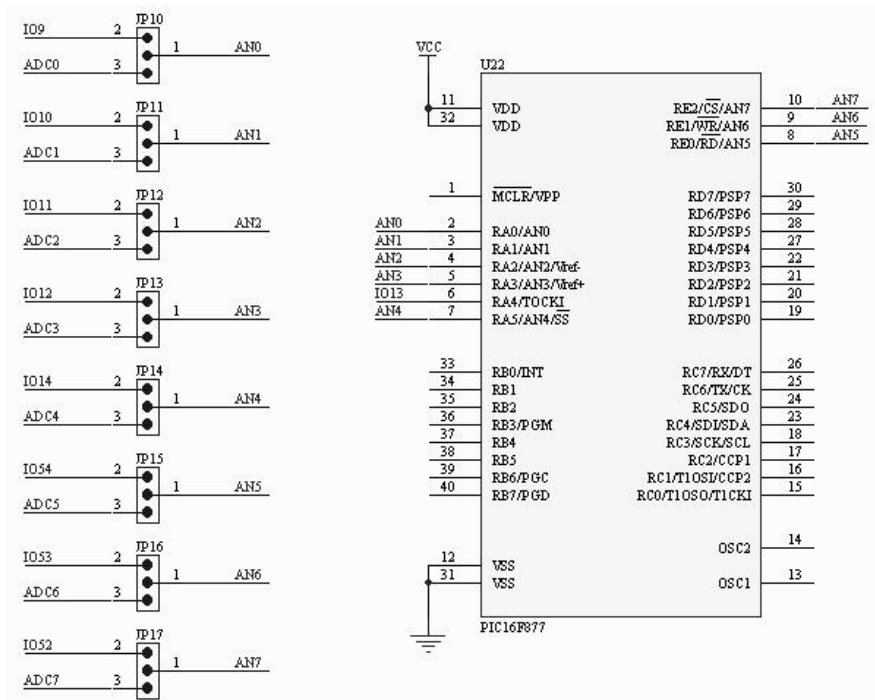 JP10
IO9 2
1 AN0
ADC0 3
JP11
IO10 2
1 AN1
ADC1 3
JP12
IO11 2
1 AN2
ADC2 3
JP13
IO12 2
1 AN3
ADC3 3
JP14
IO14 2
1 AN4
ADC4 3
JP15
IO54 2
1 AN5
ADC5 3
JP16
IO53 2
1 AN6
ADC6 3
JP17
IO52 2
1 AN7
ADC7 3
VCC
U22
11 VDD RE2/CS/AN7 10 AN7
32 VDD RE1/WR/AN6 9 AN6
RE0/RD/AN5 8 AN5
1 MCLR/VPP RD7/PSP7 30
RD6/PSP6 29
AN0 2 RA0/AN0 RD5/PSP5 28
AN1 3 RA1/AN1 RD4/PSP4 27
AN2 4 RA2/AN2/Vref- RD3/PSP3 22
AN3 5 RA3/AN3/Vref+ RD2/PSP2 21
IO13 6 RA4/TOCKI RD1/PSP1 20
AN4 7 RA5/AN4/SS RD0/PSP0 19
33 RB0/INT RC7/RX/DT 26
34 RB1 RC6/TX/CK 25
35 RB2 RC5/SDO 24
36 RB3/PGM RC4/SDI/SDA 23
37 RB4 RC3/SCK/SCL 18
38 RB5 RC2/CCP1 17
39 RB6/PGC RC1/T1OSI/CCP2 16
40 RB7/PGD RC0/T1OSO/T1CKI 15
OSC2 14
12 VSS
31 VSS OSC1 13
PIC16F877